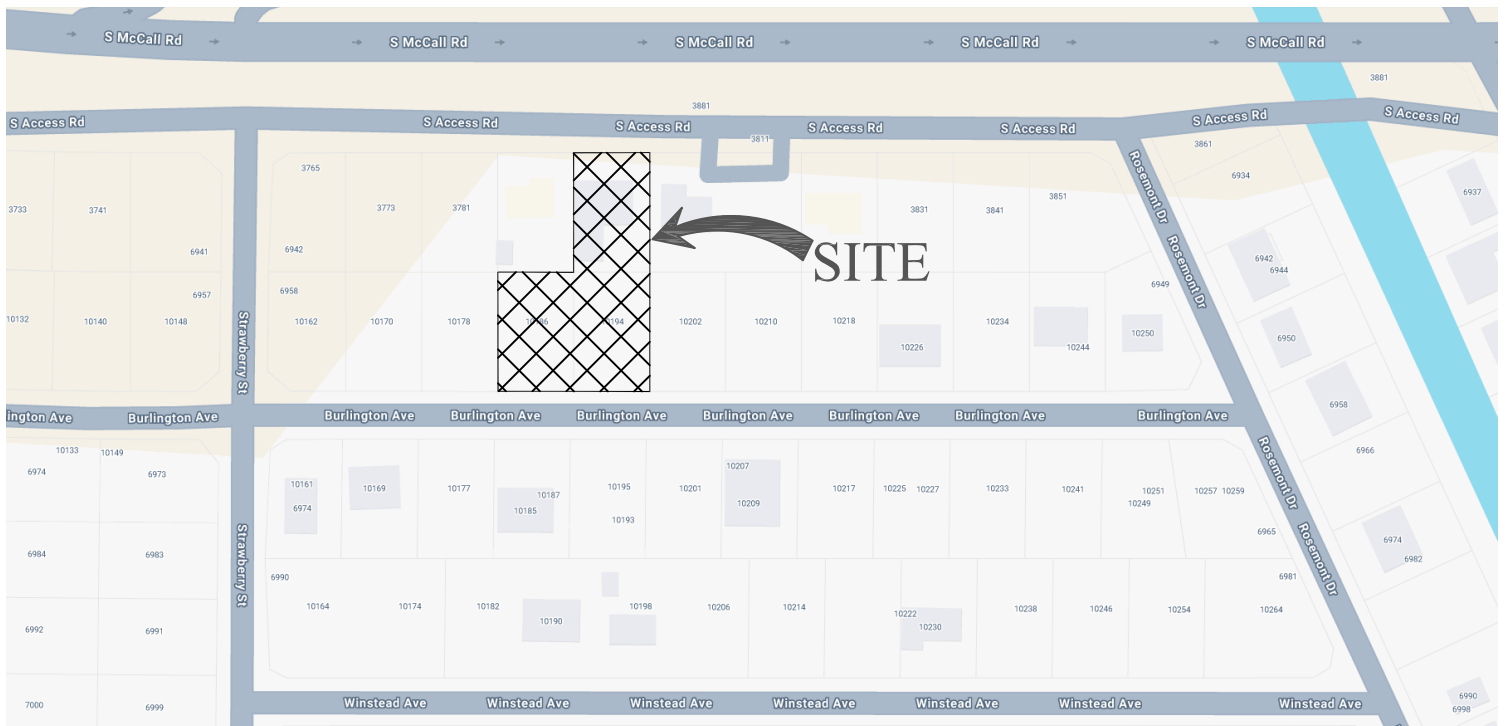 S McCall Rd S McCall Rd S McCall Rd S McCall Rd S McCall Rd
3881
3881
S Access Rd S Access Rd S Access Rd S Access Rd S Access Rd S Access Rd S Access Rd
3811
3861
3765
6934
Rosemont Dr
3733 3741 3773 3781 3831 3841 3851 6937
6941 6942
Rosemont Dr
SITE
6942
6944
6957 6958 6949
10132 10140 10148 10162 10170 10178 10194 10202 10210 10218 10234
Strawberry St
10226 10244 10250 6950
6958
ington Ave Burlington Ave Burlington Ave Burlington Ave Burlington Ave Burlington Ave Burlington Ave Burlington Ave Burlington Ave
10133 10149
6966
6974 6973
Rosemont Dr
10161 10169 10177 10187 10195 10201 10207 10217 10225 10227 10233 10241 10251 10257 10259
6974 10185 10193 10209 10249
6965
Strawberry St
6984 6983
6974
6982
Rosemont Dr
6990 6981
10164 10174 10182 10198 10206 10214 10222 10238 10246 10254 10264
10190 10230
6992 6991
7000 6999
6990
6998
Winstead Ave Winstead Ave Winstead Ave Winstead Ave Winstead Ave Winstead Ave Winstead Ave